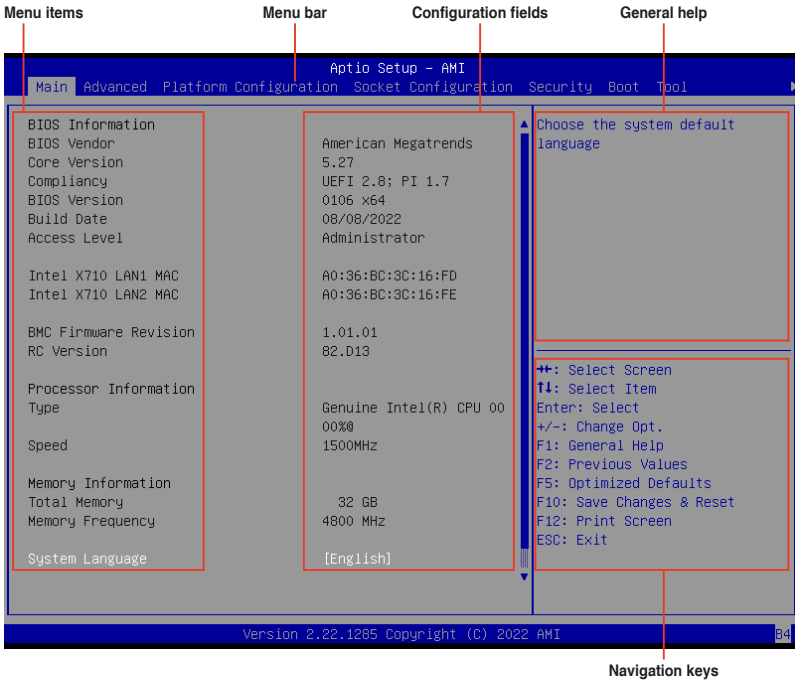 Menu items Menu bar Configuration fields General help
Aptio Setup – AMI
Main Advanced Platform Configuration Socket Configuration Security Boot Tool
BIOS Information
BIOS Vendor American Megatrends
Core Version 5.27
Compliancy UEFI 2.8; PI 1.7
BIOS Version 0106 x64
Build Date 08/08/2022
Access Level Administrator
Intel X710 LAN1 MAC A0:36:BC:3C:16:FD
Intel X710 LAN2 MAC A0:36:BC:3C:16:FE
BMC Firmware Revision 1.01.01
RC Version 82.D13
Processor Information
Type Genuine Intel(R) CPU 00
00%@
Speed 1500MHz
Memory Information
Total Memory 32 GB
Memory Frequency 4800 MHz
System Language [English]
Choose the system default
language
→←: Select Screen
↑↓: Select Item
Enter: Select
+/-: Change Opt.
F1: General Help
F2: Previous Values
F5: Optimized Defaults
F10: Save Changes & Reset
F12: Print Screen
ESC: Exit
Version 2.22.1285 Copyright (C) 2022 AMI
B4
Navigation keys